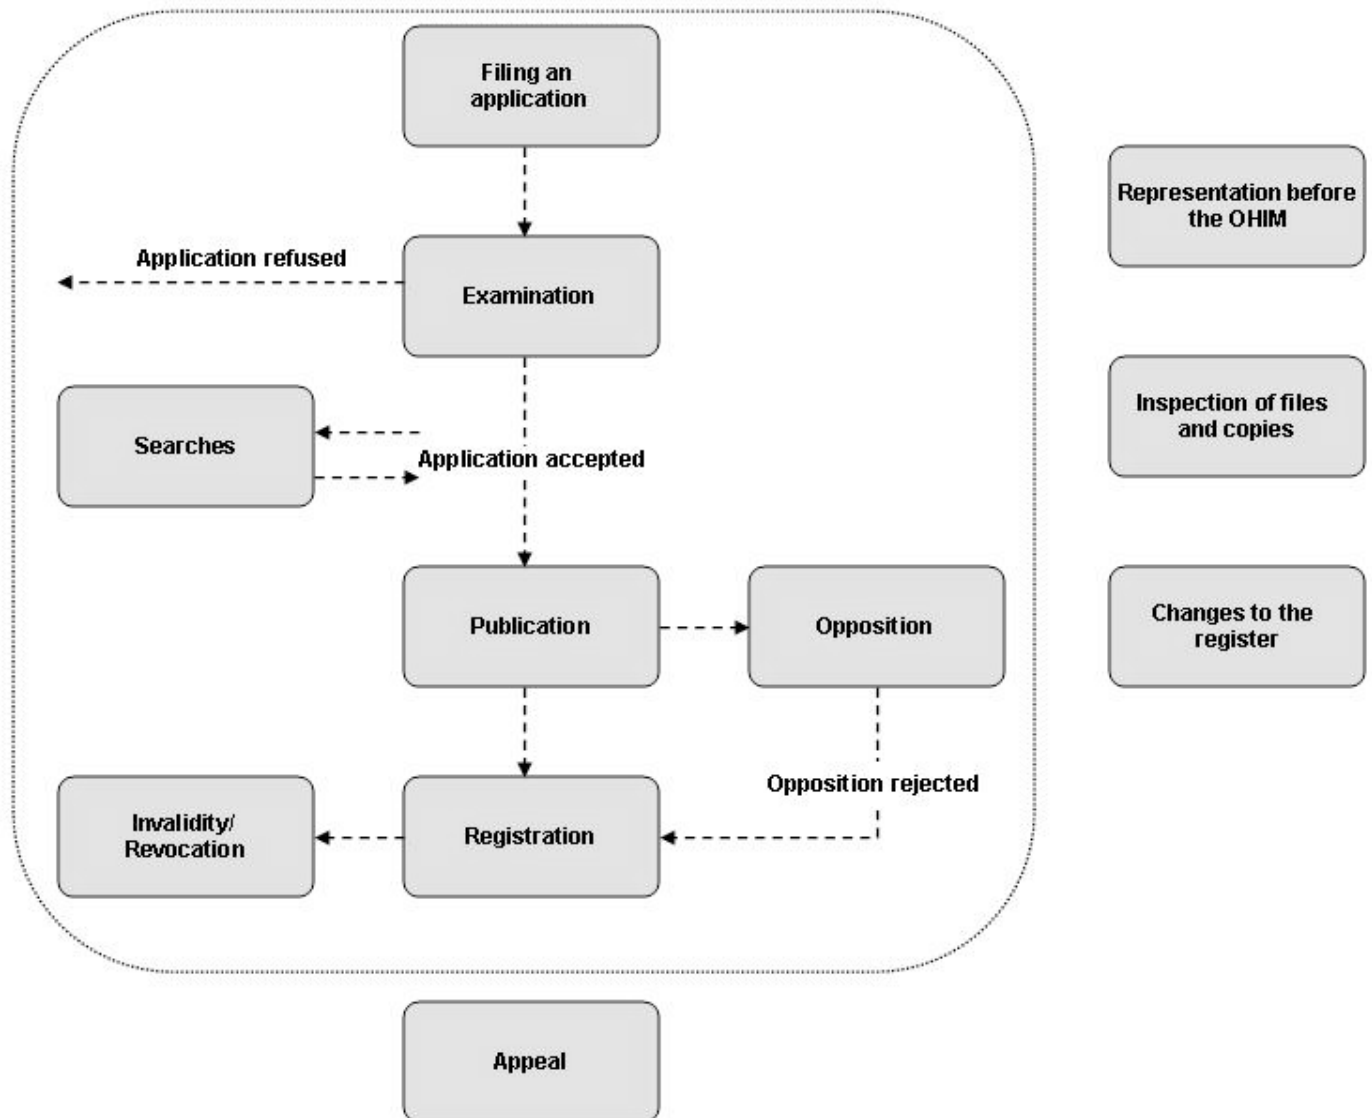 Filing an
application
Representation before
the OHIM
Application refused
Examination
Inspection of files
and copies
Searches
Application accepted
Publication
Opposition
Changes to the
register
Opposition rejected
Invalidity/
Revocation
Registration
Appeal